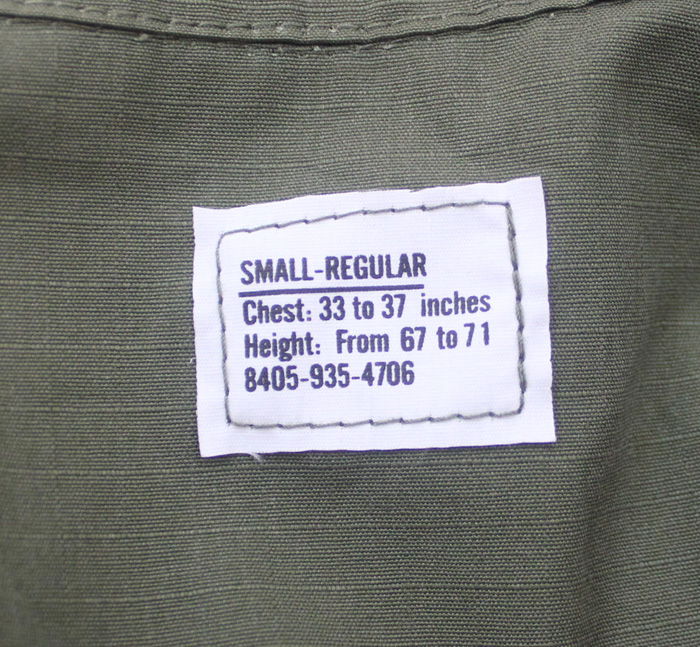 SMALL-REGULAR
Chest: 33 to 37 inches
Height: From 67 to 71
8405-935-4706